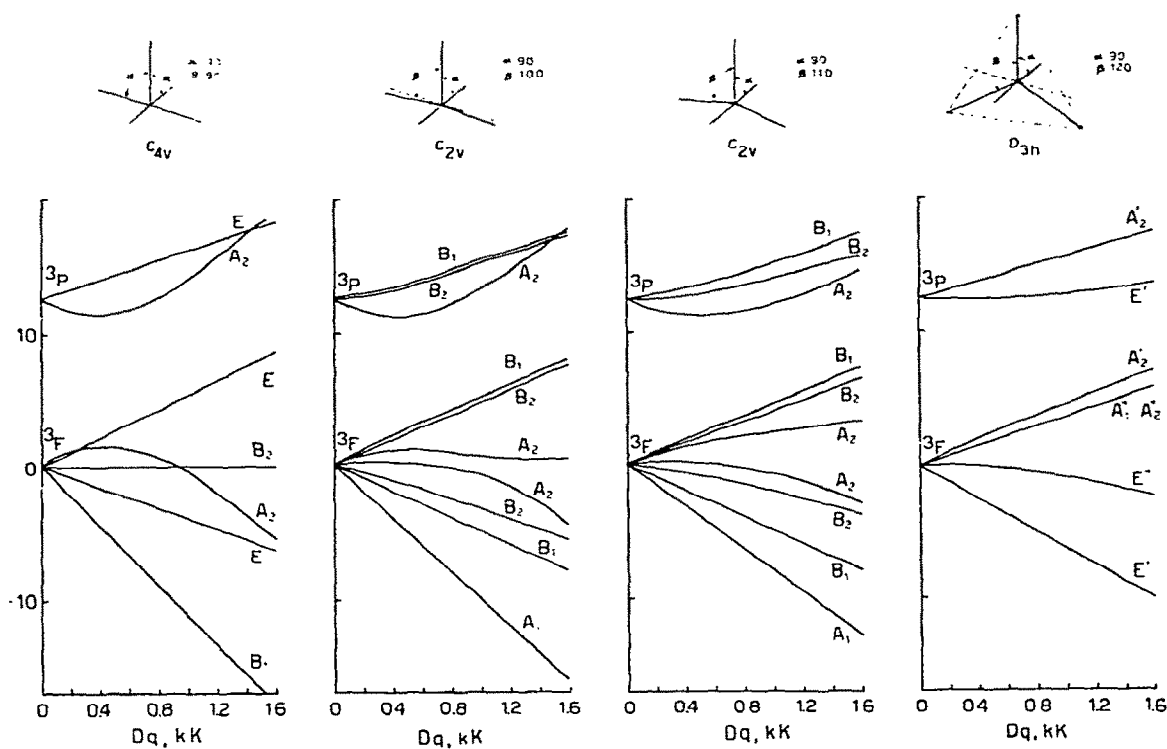 α 90
β 100
α 90
β 110
α 90
β 120
β α
β α
C4v
C2v
C2v
D3h
E
A2
3P
10
E
3F
0
B2
A2
E
-10
B1
0 0.4 0.8 1.2 1.6
Dq, kK
B1
3P
B2
A2
B1
B2
3F
A2
A2
B2
B1
A1
0 0.4 0.8 1.2 1.6
Dq, kK
B1
B2
3P
A2
B1
B2
3F
A2
A2
B2
B1
A1
0 0.4 0.8 1.2 1.6
Dq, kK
A2'
3P
E'
A2'
A1" A2"
3F
E"
E'
0 0.4 0.8 1.2 1.6
Dq, kK